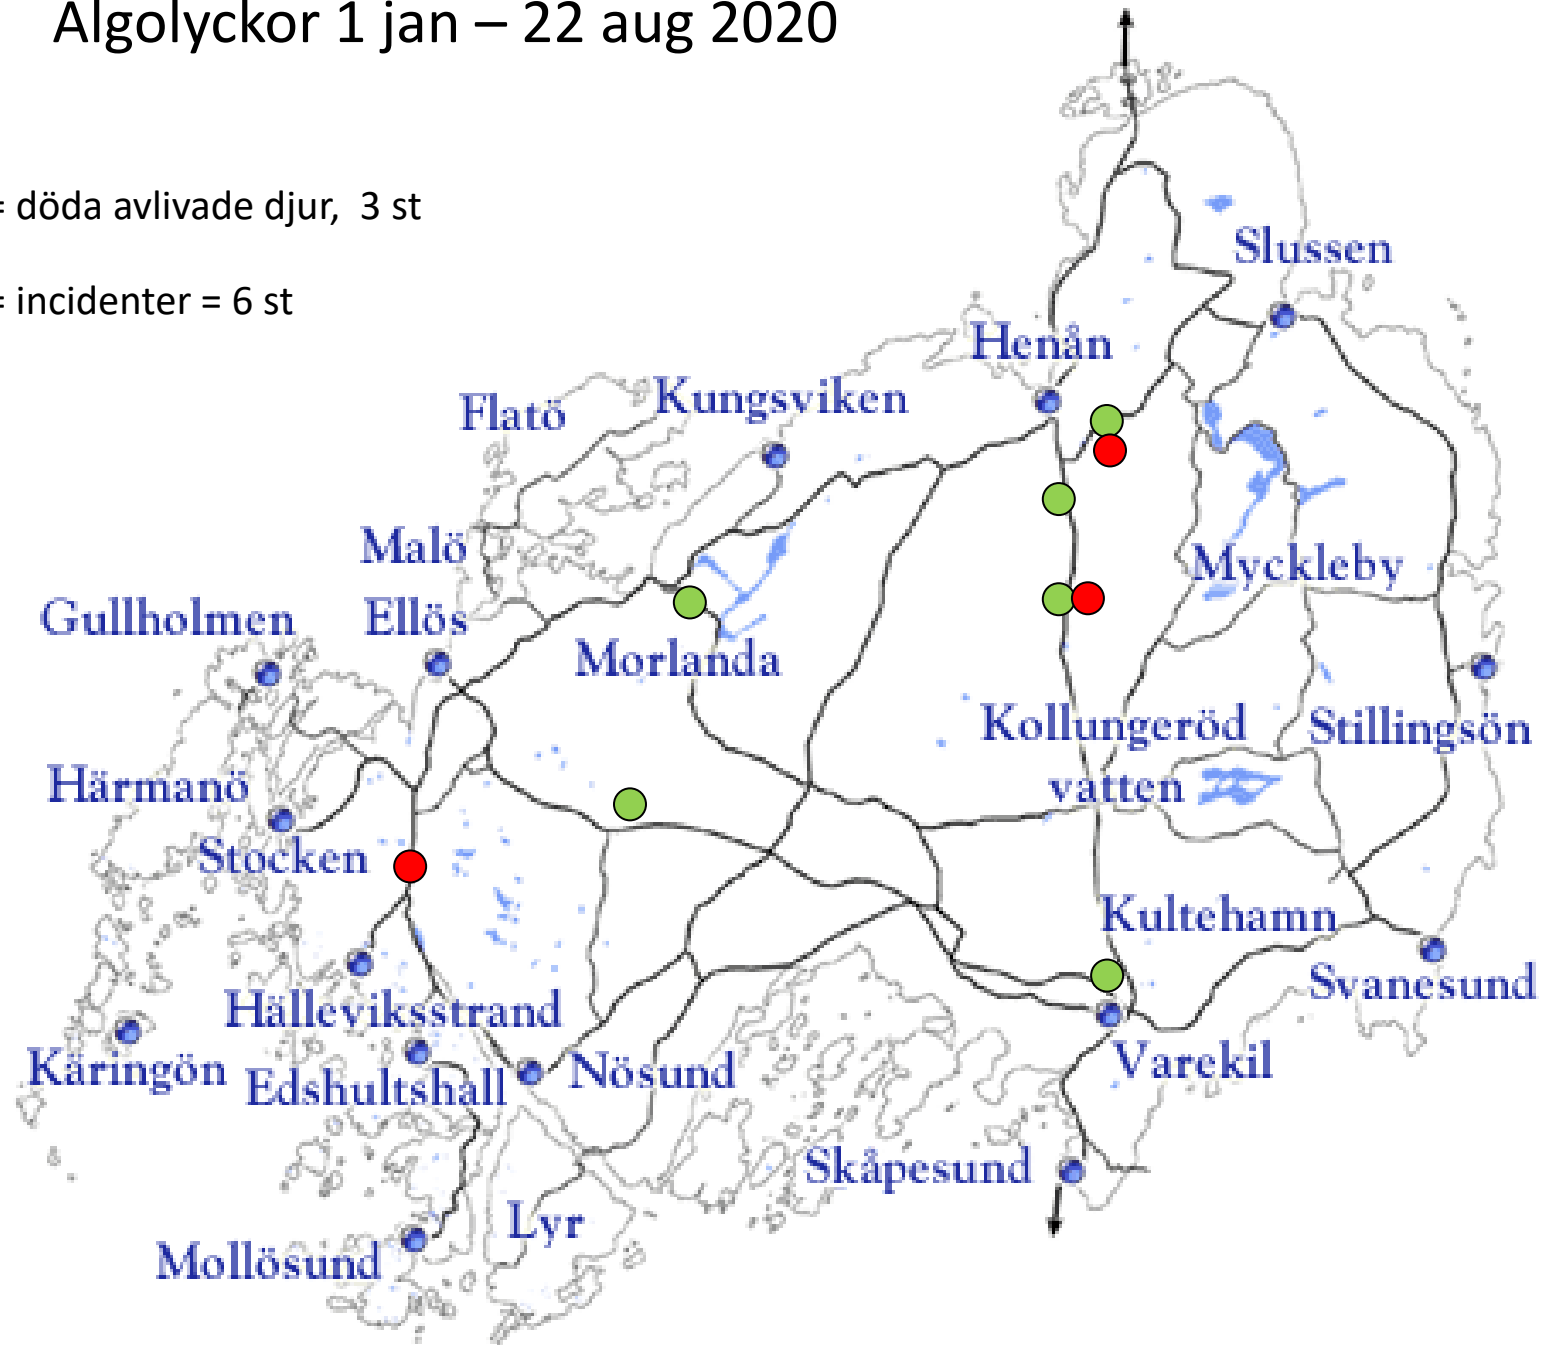 Älgolyckor 1 jan – 22 aug 2020
= döda avlivade djur, 3 st
= incidenter = 6 st
Slussen
Henån
Kungsviken
Flatö
Malö
Myckleby
Gullholmen
Ellös
Morlanda
Kollungeröd
vatten
Stillingsön
Härmanö
Stocken
Kultehamn
Svanesund
Hälleviksstrand
Käringön
Edshultshall
Nösund
Varekil
Skåpesund
Lyr
Mollösund